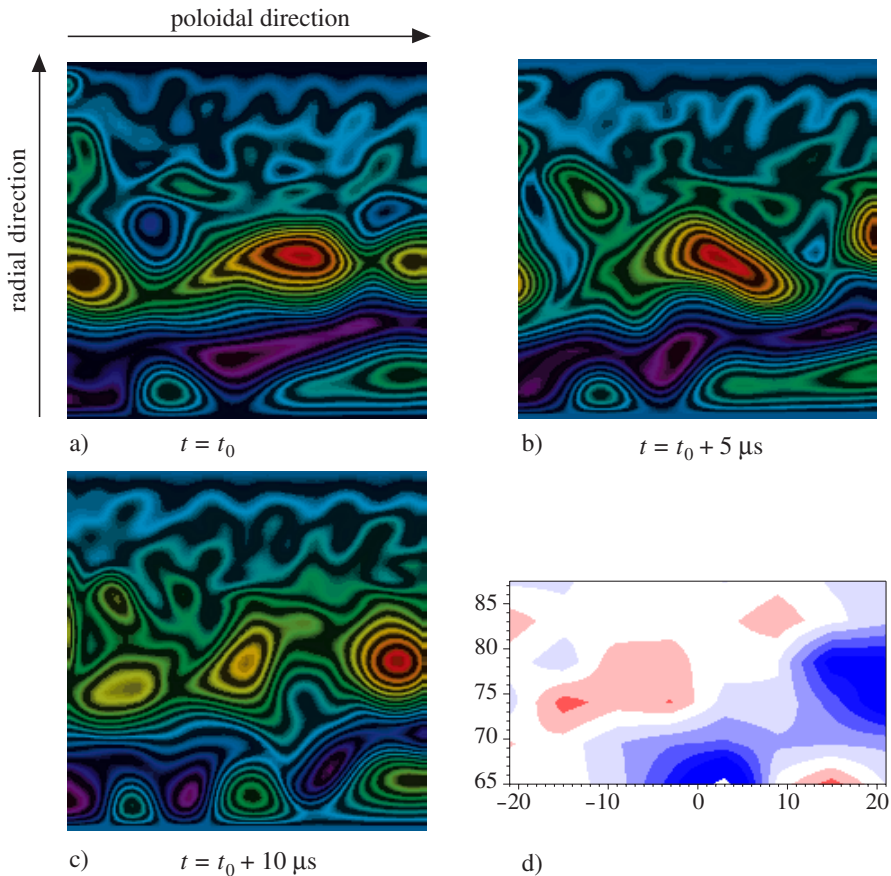 poloidal direction
radial direction
a) t = t₀
b) t = t₀ + 5 μs
c) t = t₀ + 10 μs
85
80
75
70
65
−20 −10 0 10 20
d)